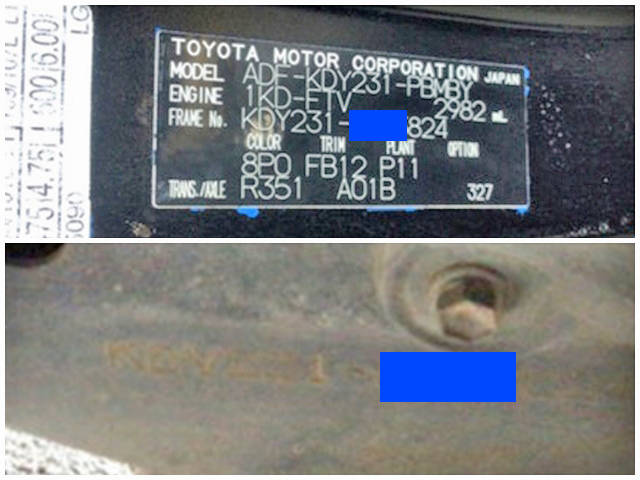 TOYOTA MOTOR CORPORATION JAPAN
MODEL ADF-KDY231-PBMBY
ENGINE 1KD-FTV 2982 mL
FRAME No. KDY231- 824
COLOR TRIM PLANT OPTION
8P0 FB12 P11
TRANS./AXLE R351 A01B 327
KDY231-